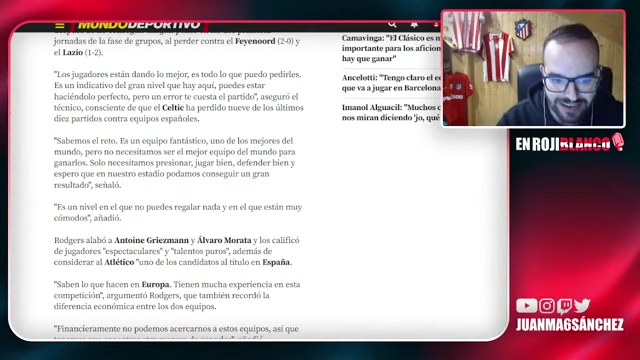 MUNDO DEPORTIVO
jornadas de la fase de grupos, al perder contra el Feyenoord (2-0) y
el Lazio (1-2).
"Los jugadores están dando lo mejor, es todo lo que puedo pedirles.
Es un indicativo del gran nivel que hay aquí, puedes estar
haciéndolo perfecto, pero un error te cuesta el partido", aseguró el
técnico, consciente de que el Celtic ha perdido nueve de los últimos
diez partidos contra equipos españoles.
"Sabemos el reto. Es un equipo fantástico, uno de los mejores del
mundo, pero no necesitamos ser el mejor equipo del mundo para
ganarlos. Solo necesitamos presionar, jugar bien, defender bien y
espero que en nuestro estadio podamos conseguir un gran
resultado", señaló.
"Es un nivel en el que no puedes regalar nada y en el que están muy
cómodos", añadió.
Rodgers alabó a Antoine Griezmann y Álvaro Morata y los calificó
de jugadores "espectaculares" y "talentos puros", además de
considerar al Atlético "uno de los candidatos al título en España.
"Saben lo que hacen en Europa. Tienen mucha experiencia en esta
competición", argumentó Rodgers, que también recordó la
diferencia económica entre los dos equipos.
"Financieramente no podemos acercarnos a estos equipos, así que
Camavinga: "El Clásico es m
importante para los aficion
hay que ganar"
Ancelotti: "Tengo claro el e
que va a jugar en Barcelona
Imanol Alguacil: "Muchos c
nos miran diciendo 'jo, qué
EN ROJIBLANCO
JUANMA6SÁNCHEZ